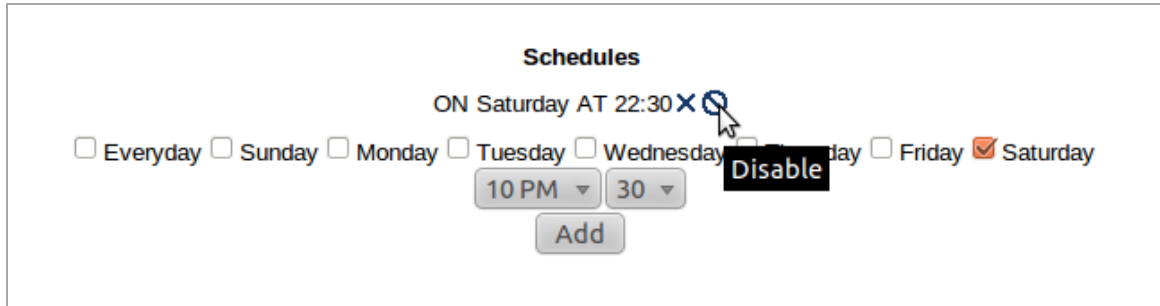 Schedules
ON Saturday AT 22:30
Everyday Sunday Monday Tuesday Wednesday day Friday Saturday
Disable
10 PM 30
Add